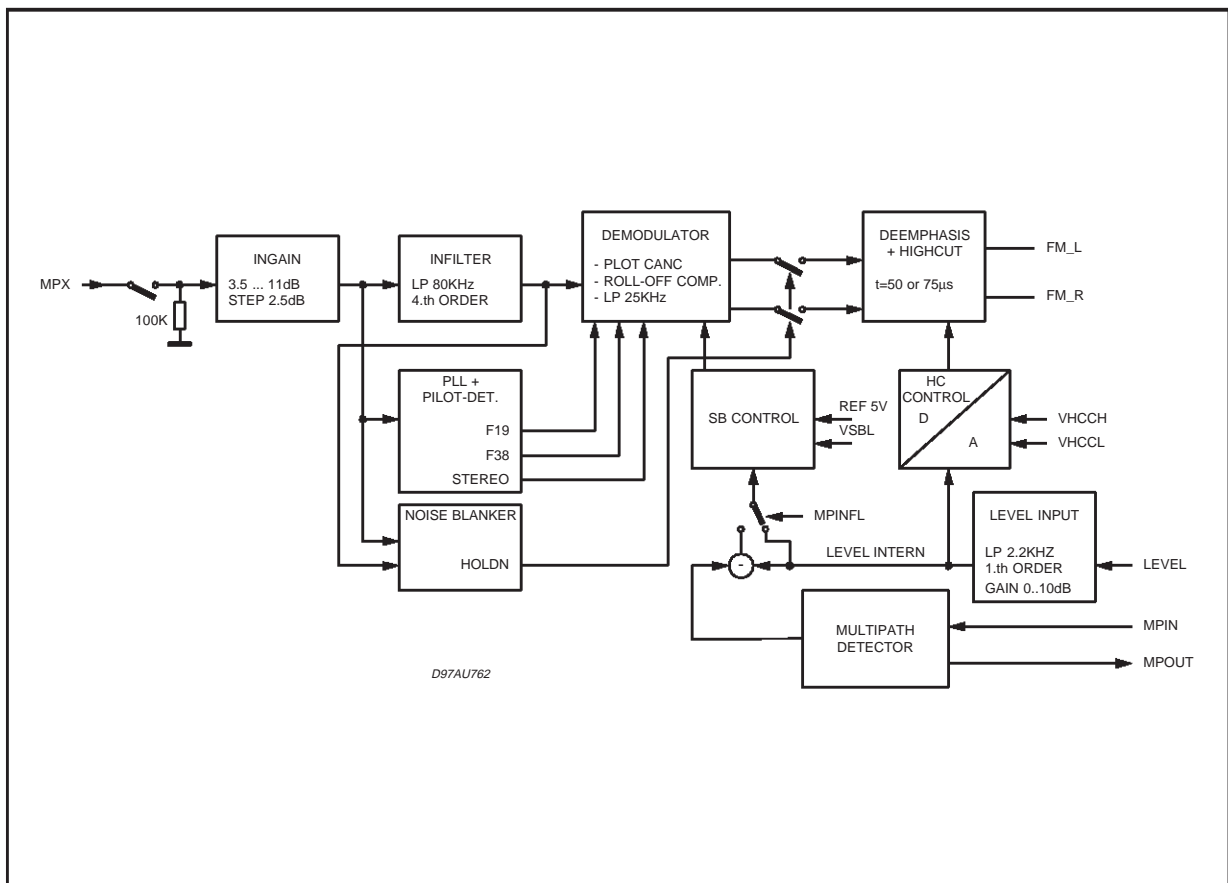 MPX
100K
INGAIN
3.5 ... 11dB
STEP 2.5dB
INFILTER
LP 80KHz
4.th ORDER
DEMODULATOR
- PLOT CANC
- ROLL-OFF COMP.
- LP 25KHz
DEEMPHASIS
+ HIGHCUT
t=50 or 75µs
FM_L
FM_R
PLL +
PILOT-DET.
F19
F38
STEREO
SB CONTROL
REF 5V
VSBL
HC
CONTROL
D
A
VHCCH
VHCCL
NOISE BLANKER
HOLDN
MPINFL
LEVEL INTERN
-
LEVEL INPUT
LP 2.2KHZ
1.th ORDER
GAIN 0..10dB
LEVEL
MULTIPATH
DETECTOR
MPIN
MPOUT
D97AU762